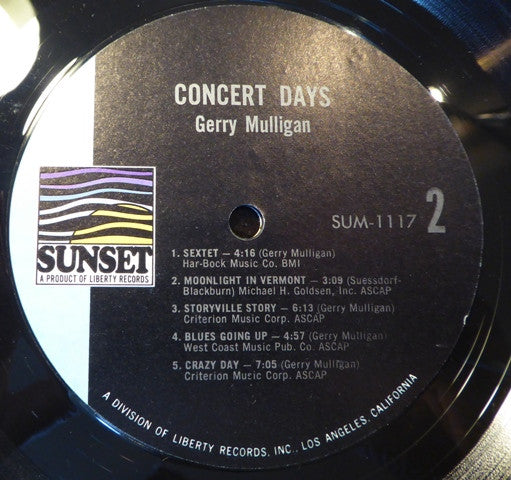 CONCERT DAYS
Gerry Mulligan
SUM-1117 2
SUNSET
A PRODUCT OF LIBERTY RECORDS
1. SEXTET — 4:16 (Gerry Mulligan)
Har-Bock Music Co. BMI
2. MOONLIGHT IN VERMONT — 3:09 (Suessdorf-
Blackburn) Michael H. Goldsen, Inc. ASCAP
3. STORYVILLE STORY — 6:13 (Gerry Mulligan)
Criterion Music Corp. ASCAP
4. BLUES GOING UP — 4:57 (Gerry Mulligan)
West Coast Music Pub. Co. ASCAP
5. CRAZY DAY — 7:05 (Gerry Mulligan)
Criterion Music Corp. ASCAP
A DIVISION OF LIBERTY RECORDS, INC., LOS ANGELES, CALIFORNIA